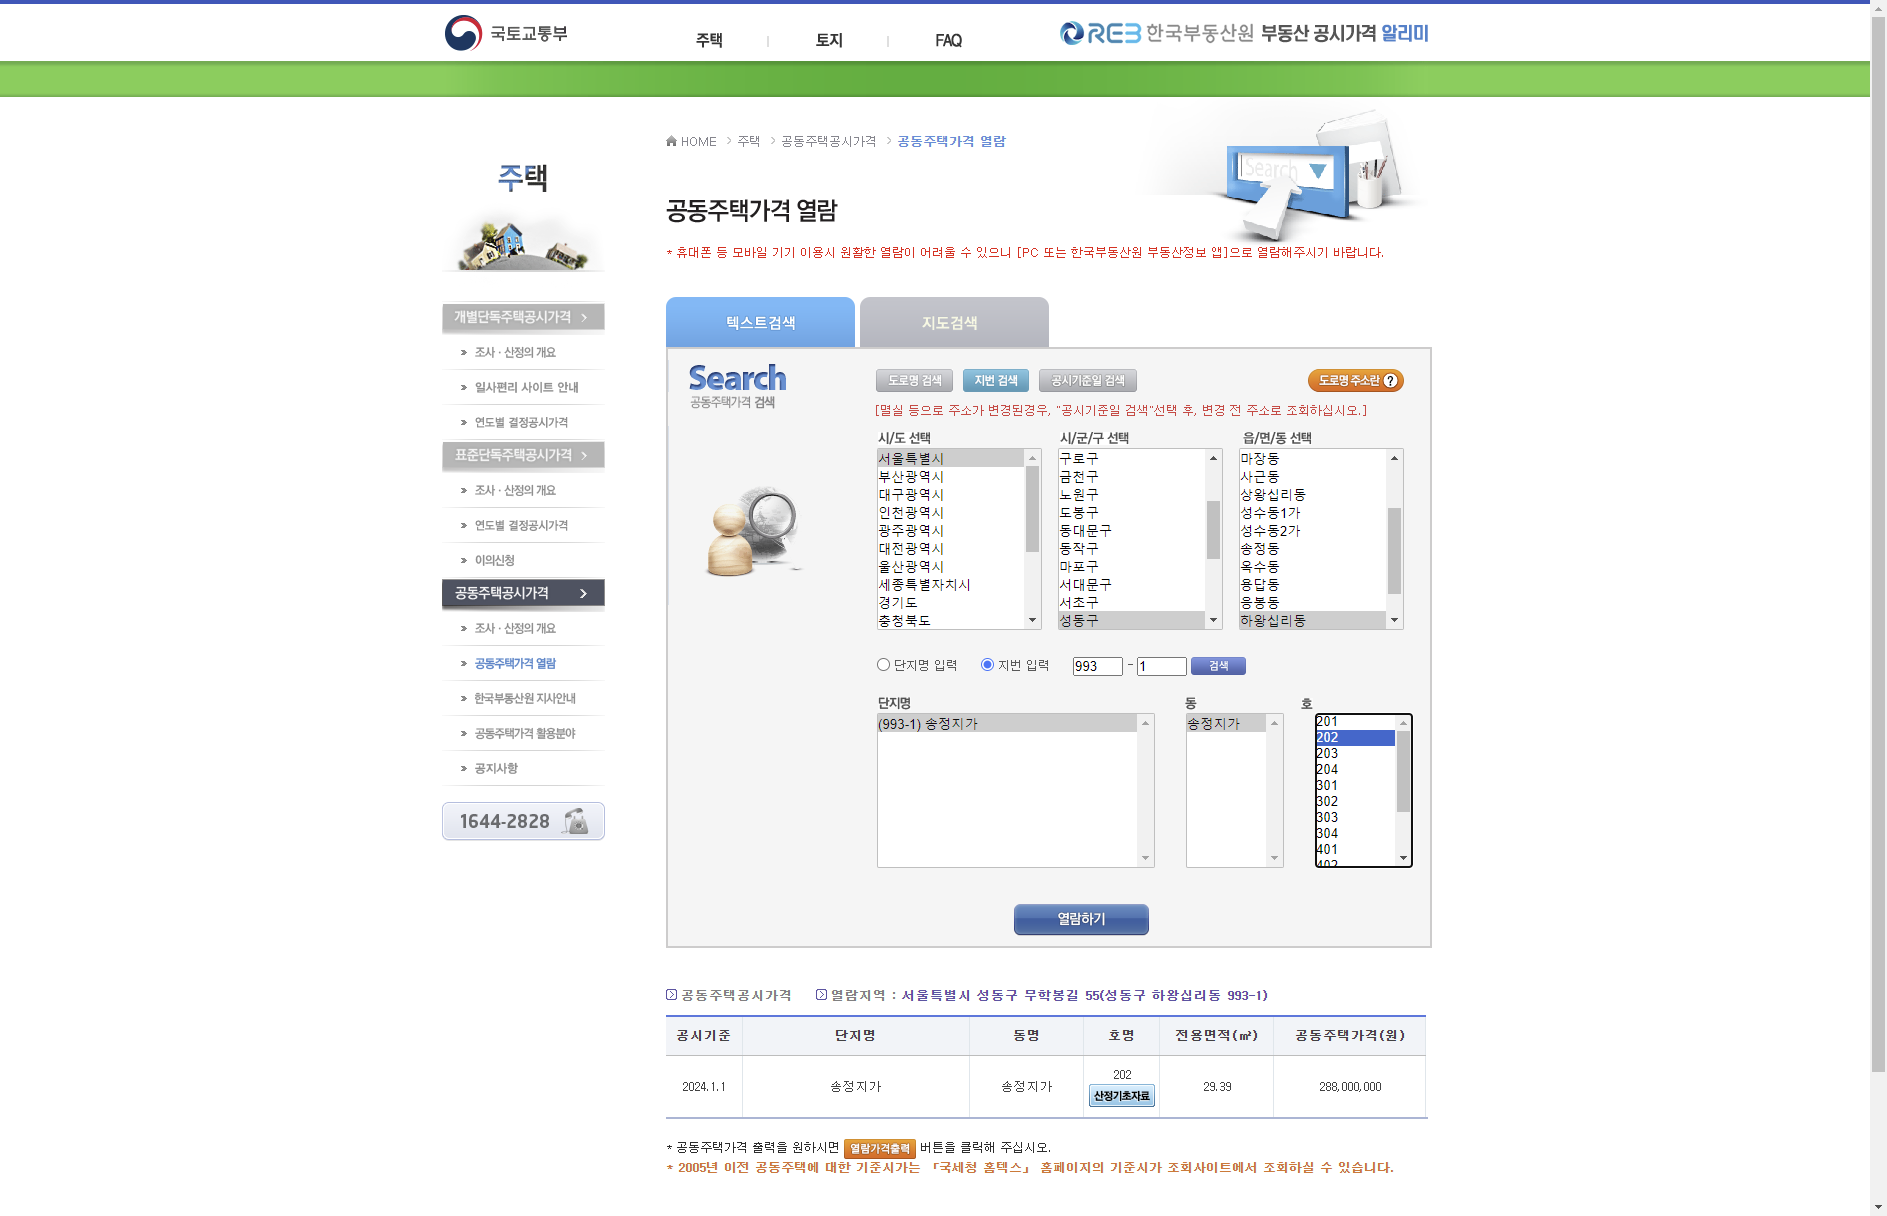 국토교통부
주택
토지
FAQ
REB 한국부동산원 부동산 공시가격 알리미
HOME > 주택 > 공동주택공시가격 > 공동주택가격 열람
Search
주택
공동주택가격 열람
* 휴대폰 등 모바일 기기 이용시 원활한 열람이 어려울 수 있으니 [PC 또는 한국부동산원 부동산정보 앱]으로 열람해주시기 바랍니다.
개별단독주택공시가격
조사 · 산정의 개요
일사편리 사이트 안내
연도별 결정공시가격
표준단독주택공시가격
조사 · 산정의 개요
연도별 결정공시가격
이의신청
공동주택공시가격
조사 · 산정의 개요
공동주택가격 열람
한국부동산원 지사안내
공동주택가격 활용분야
공지사항
1644-2828
텍스트검색
지도검색
Search
공동주택가격 검색
도로명 검색
지번 검색
공시기준일 검색
도로명 주소란 ?
[멸실 등으로 주소가 변경된경우, "공시기준일 검색"선택 후, 변경 전 주소로 조회하십시오.]
시/도 선택
서울특별시
부산광역시
대구광역시
인천광역시
광주광역시
대전광역시
울산광역시
세종특별자치시
경기도
충청북도
시/군/구 선택
구로구
금천구
노원구
도봉구
동대문구
동작구
마포구
서대문구
서초구
성동구
읍/면/동 선택
마장동
사근동
상왕십리동
성수동1가
성수동2가
송정동
옥수동
용답동
응봉동
하왕십리동
단지명 입력
지번 입력
993 - 1
검색
단지명
(993-1) 송정지가
동
송정지가
호
201
202
203
204
301
302
303
304
401
402
열람하기
공동주택공시가격
열람지역 : 서울특별시 성동구 무학봉길 55(성동구 하왕십리동 993-1)
공시기준 단지명 동명 호명 전용면적(㎡) 공동주택가격(원)
2024.1.1 송정지가 송정지가 202 산정기초자료 29.39 288,000,000
* 공동주택가격 출력을 원하시면 열람가격출력 버튼을 클릭해 주십시오.
* 2005년 이전 공동주택에 대한 기준시가는 「국세청 홈텍스」 홈페이지의 기준시가 조회사이트에서 조회하실 수 있습니다.